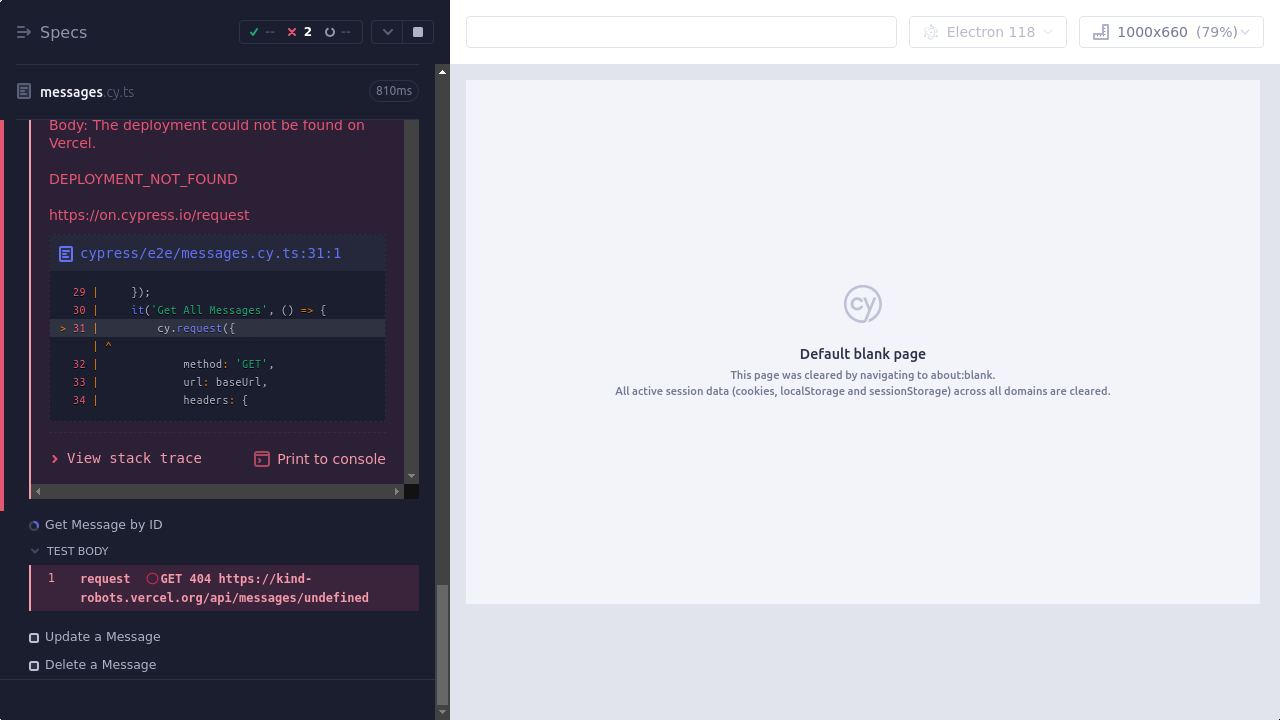 Specs
-- 2 --
Electron 118
1000x660 (79%)
messages.cy.ts
810ms
Body: The deployment could not be found on
Vercel.
DEPLOYMENT_NOT_FOUND
https://on.cypress.io/request
cypress/e2e/messages.cy.ts:31:1
29 |     });
30 |     it('Get All Messages', () => {
> 31 |         cy.request({
| ^
32 |             method: 'GET',
33 |             url: baseUrl,
34 |             headers: {
View stack trace
Print to console
Get Message by ID
TEST BODY
1 request GET 404 https://kind-
robots.vercel.org/api/messages/undefined
Update a Message
Delete a Message
cy
Default blank page
This page was cleared by navigating to about:blank.
All active session data (cookies, localStorage and sessionStorage) across all domains are cleared.